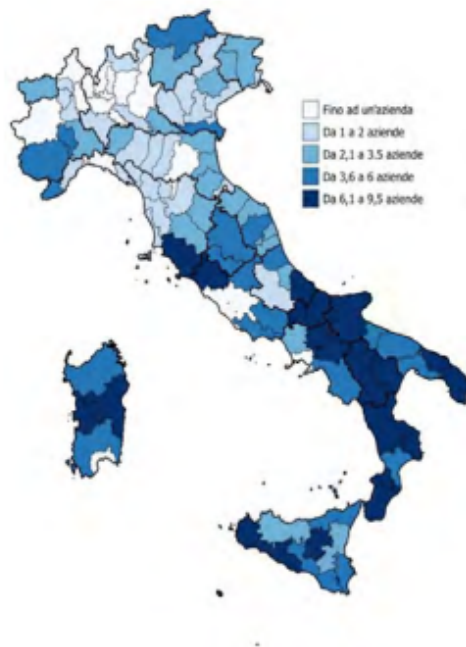 Fino ad un'azienda
Da 1 a 2 aziende
Da 2,1 a 3.5 aziende
Da 3,6 a 6 aziende
Da 6,1 a 9,5 aziende